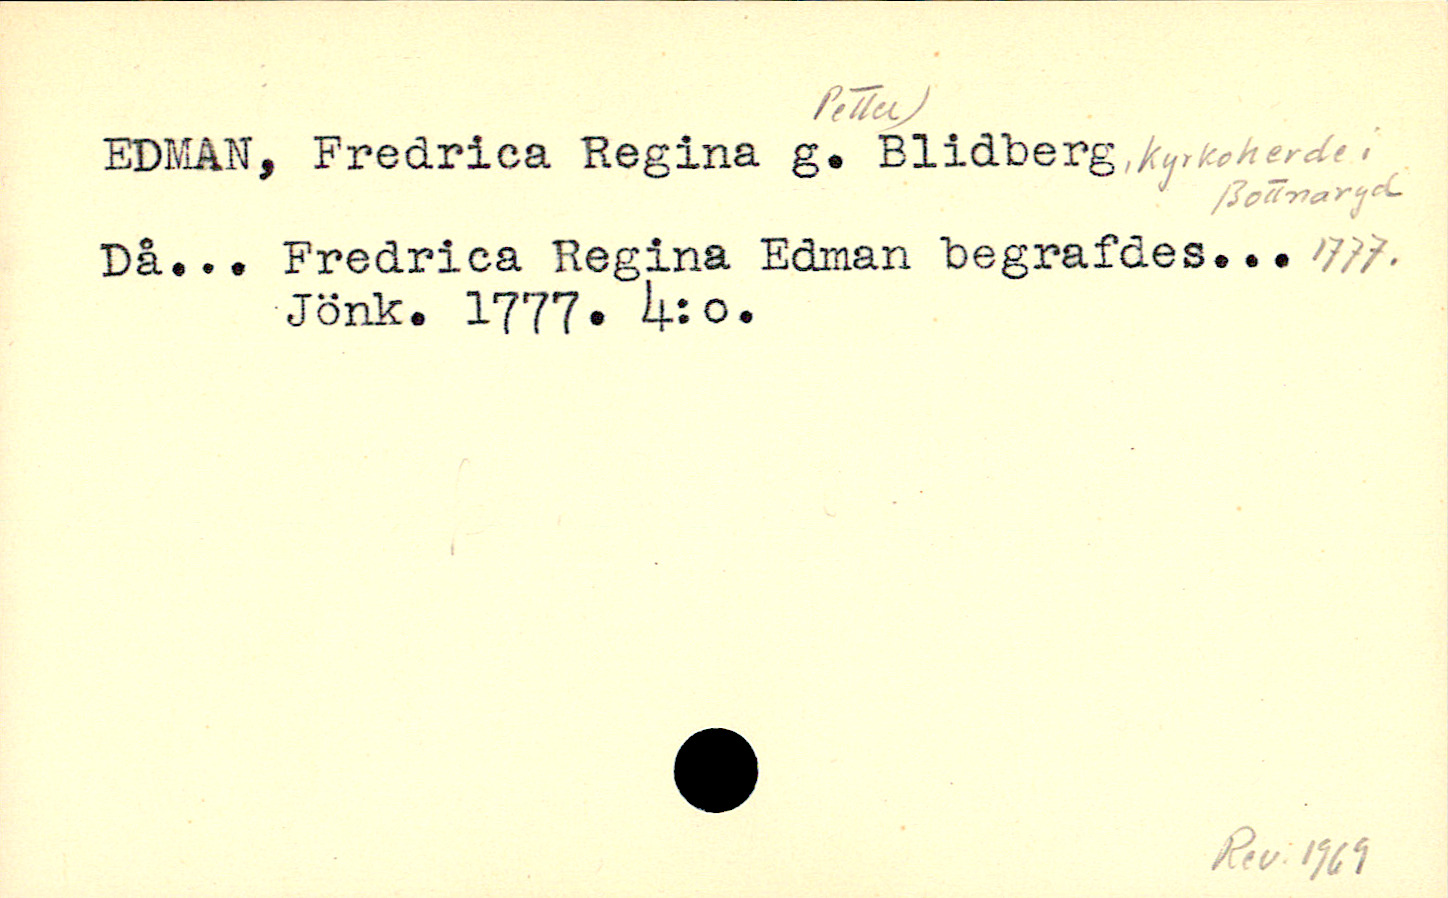 Petter)
EDMAN, Fredrica Regina g. Blidberg, kyrkoherde i
Bottnaryd
Då... Fredrica Regina Edman begrafdes... 1777.
Jönk. 1777. 4:o.
Rev. 1969